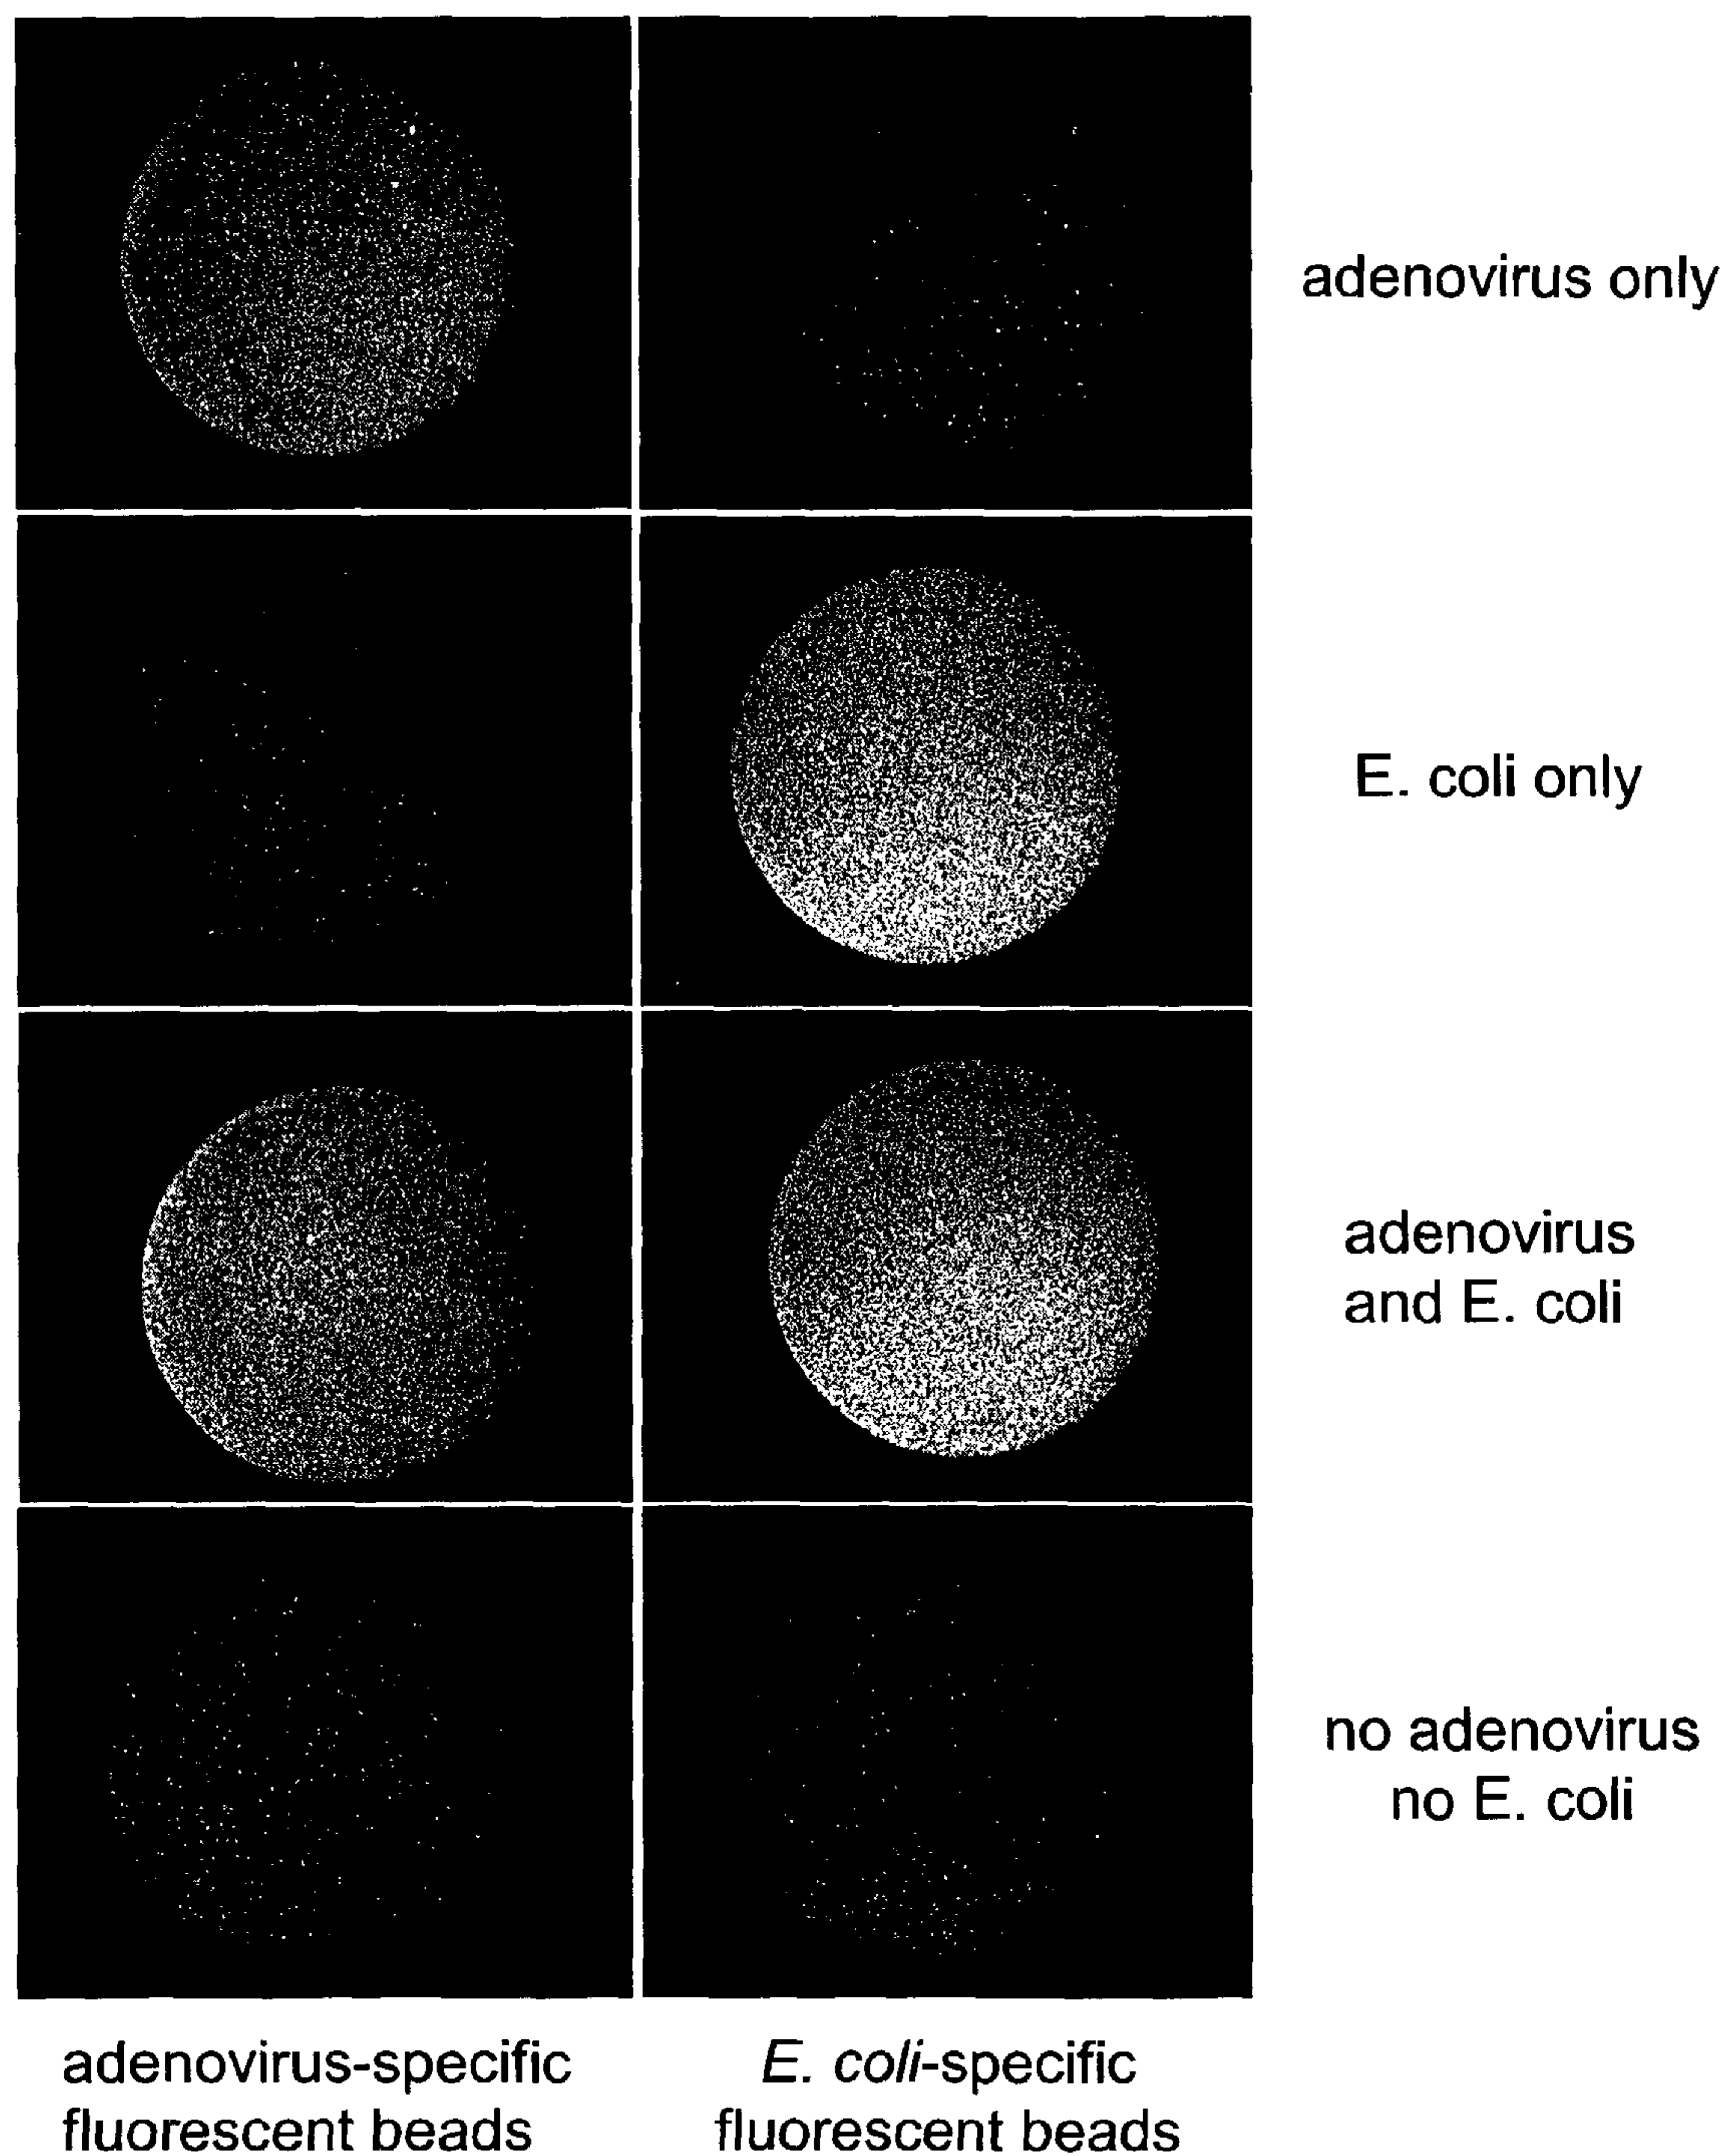 adenovirus only
E. coli only
adenovirus
and E. coli
no adenovirus
no E. coli
adenovirus-specific
fluorescent beads
E. coli-specific
fluorescent beads